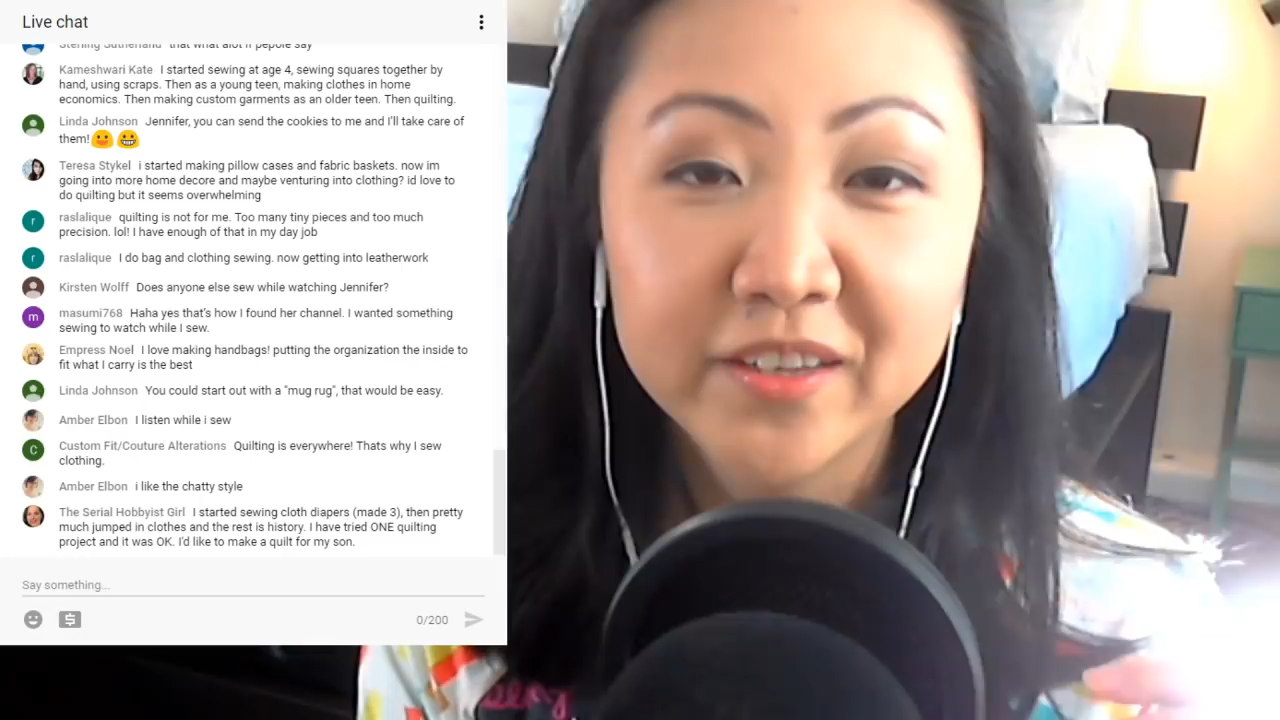 Live chat
Sterling Sutherland that what alot if pepole say
Kameshwari Kate I started sewing at age 4, sewing squares together by
hand, using scraps. Then as a young teen, making clothes in home
economics. Then making custom garments as an older teen. Then quilting.
Linda Johnson Jennifer, you can send the cookies to me and I'll take care of
them!
Teresa Stykel i started making pillow cases and fabric baskets. now im
going into more home decore and maybe venturing into clothing? id love to
do quilting but it seems overwhelming
r raslalique quilting is not for me. Too many tiny pieces and too much
precision. lol! I have enough of that in my day job
r raslalique I do bag and clothing sewing. now getting into leatherwork
Kirsten Wolff Does anyone else sew while watching Jennifer?
m masumi768 Haha yes that's how I found her channel. I wanted something
sewing to watch while I sew.
Empress Noel I love making handbags! putting the organization the inside to
fit what I carry is the best
Linda Johnson You could start out with a "mug rug", that would be easy.
Amber Elbon I listen while i sew
C Custom Fit/Couture Alterations Quilting is everywhere! Thats why I sew
clothing.
Amber Elbon i like the chatty style
The Serial Hobbyist Girl I started sewing cloth diapers (made 3), then pretty
much jumped in clothes and the rest is history. I have tried ONE quilting
project and it was OK. I'd like to make a quilt for my son.
Say something...
$ 0/200